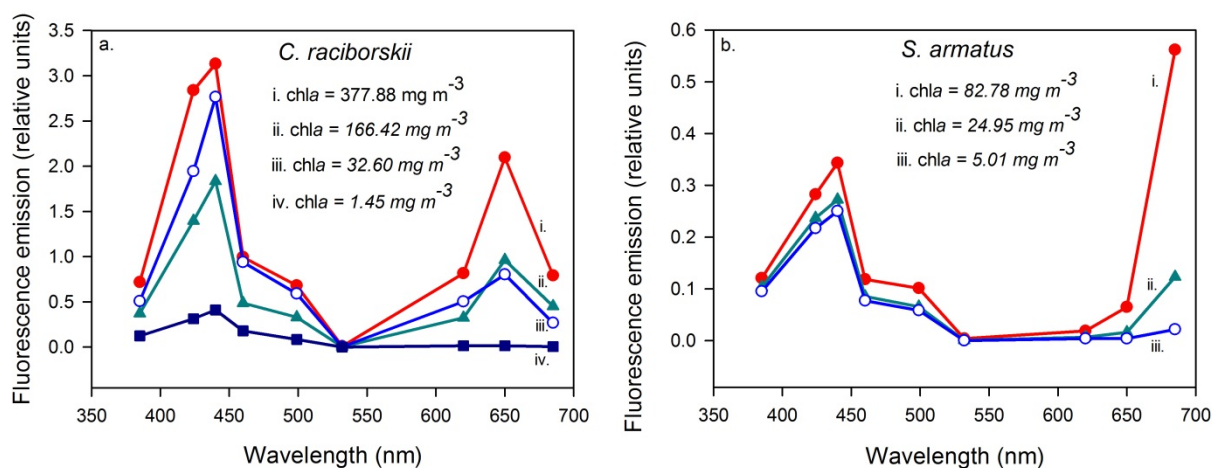 a.
C. raciborskii
i. chla = 377.88 mg m-3
ii. chla = 166.42 mg m-3
iii. chla = 32.60 mg m-3
iv. chla = 1.45 mg m-3
Fluorescence emission (relative units)
3.5
3.0
2.5
2.0
1.5
1.0
0.5
0.0
i.
ii.
iii.
iv.
350 400 450 500 550 600 650 700
Wavelength (nm)
b.
S. armatus
i. chla = 82.78 mg m-3
ii. chla = 24.95 mg m-3
iii. chla = 5.01 mg m-3
Fluorescence emission (relative units)
0.6
0.5
0.4
0.3
0.2
0.1
0.0
i.
ii.
iii.
350 400 450 500 550 600 650 700
Wavelength (nm)